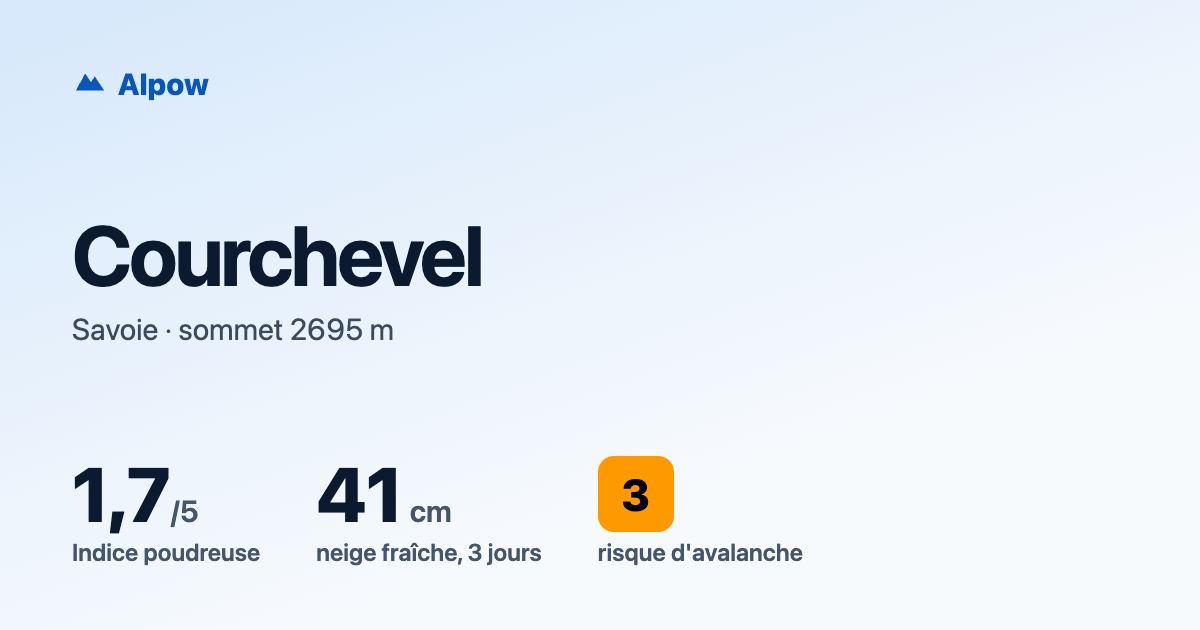 Alpow
Courchevel
Savoie · sommet 2695 m
1,7/5
Indice poudreuse
41 cm
neige fraîche, 3 jours
3
risque d'avalanche